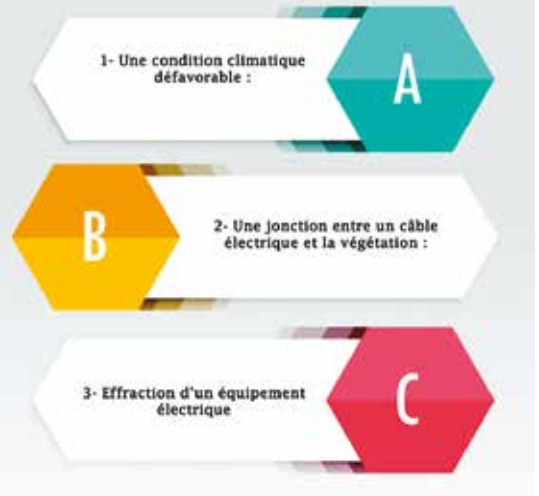 1- Une condition climatique
défavorable :
A
B
2- Une jonction entre un câble
électrique et la végétation :
3- Effraction d'un équipement
électrique
C